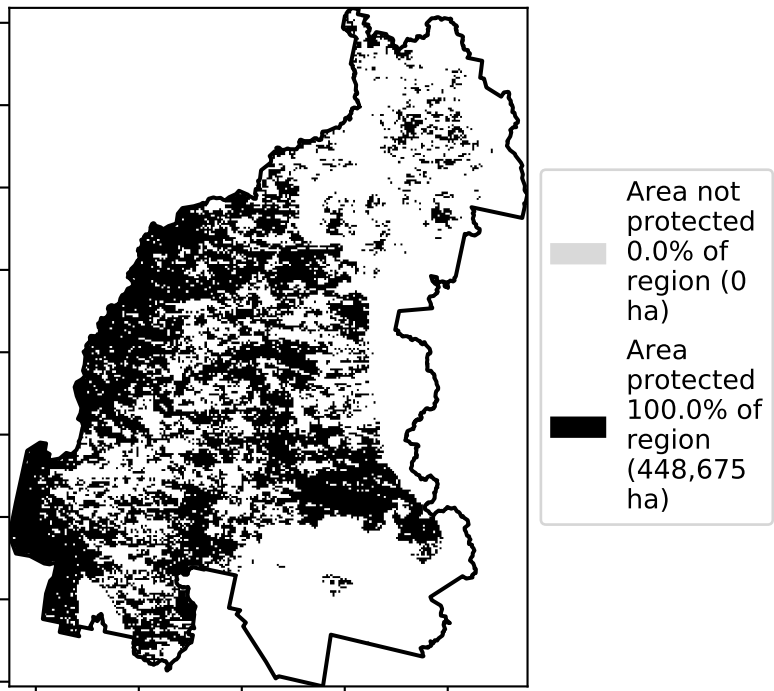 Area not
protected
0.0% of
region (0
ha)
Area
protected
100.0% of
region
(448,675
ha)